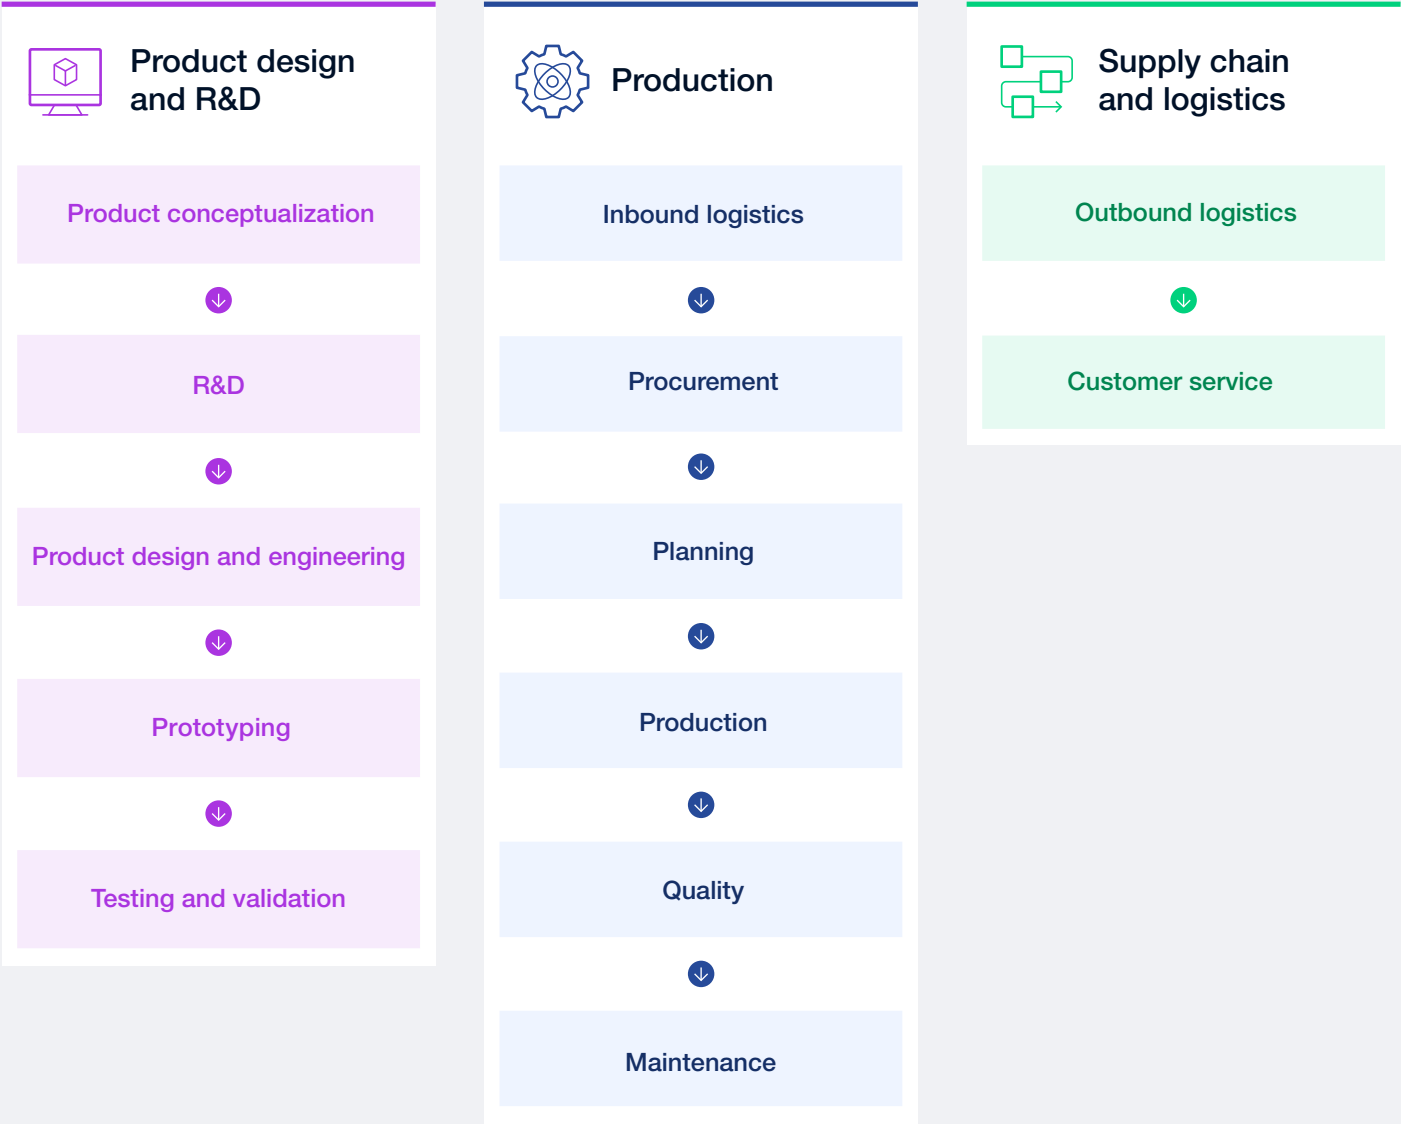 Product design
and R&D
Product conceptualization
R&D
Product design and engineering
Prototyping
Testing and validation
Production
Inbound logistics
Procurement
Planning
Production
Quality
Maintenance
Supply chain
and logistics
Outbound logistics
Customer service